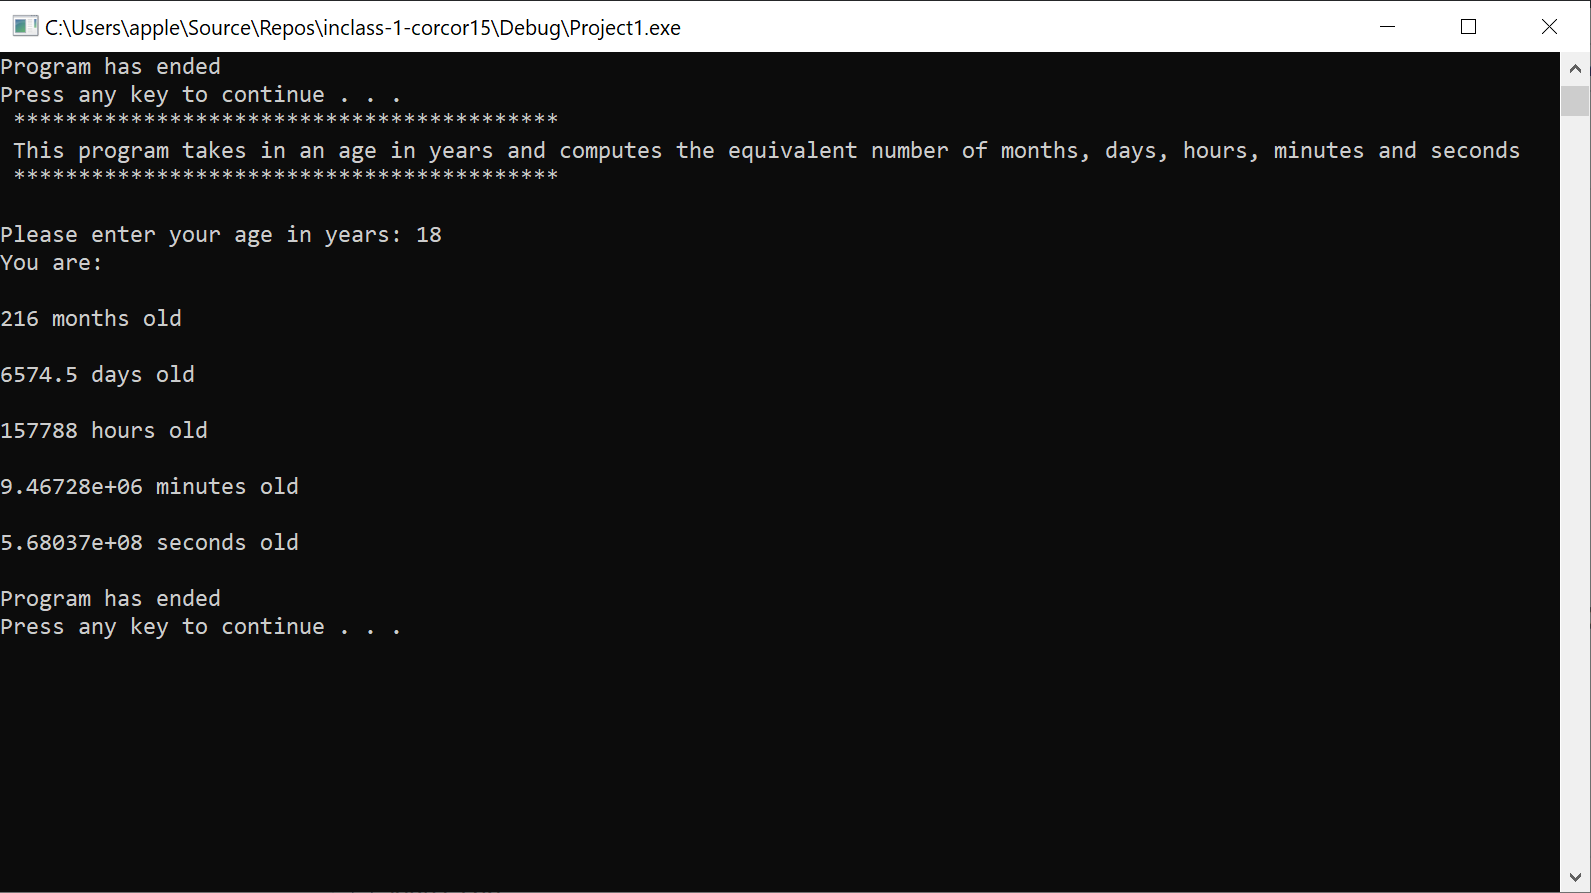 C:\Users\apple\Source\Repos\inclass-1-corcor15\Debug\Project1.exe
Program has ended
Press any key to continue . . .
******************************************
This program takes in an age in years and computes the equivalent number of months, days, hours, minutes and seconds
******************************************
Please enter your age in years: 18
You are:
216 months old
6574.5 days old
157788 hours old
9.46728e+06 minutes old
5.68037e+08 seconds old
Program has ended
Press any key to continue . . .